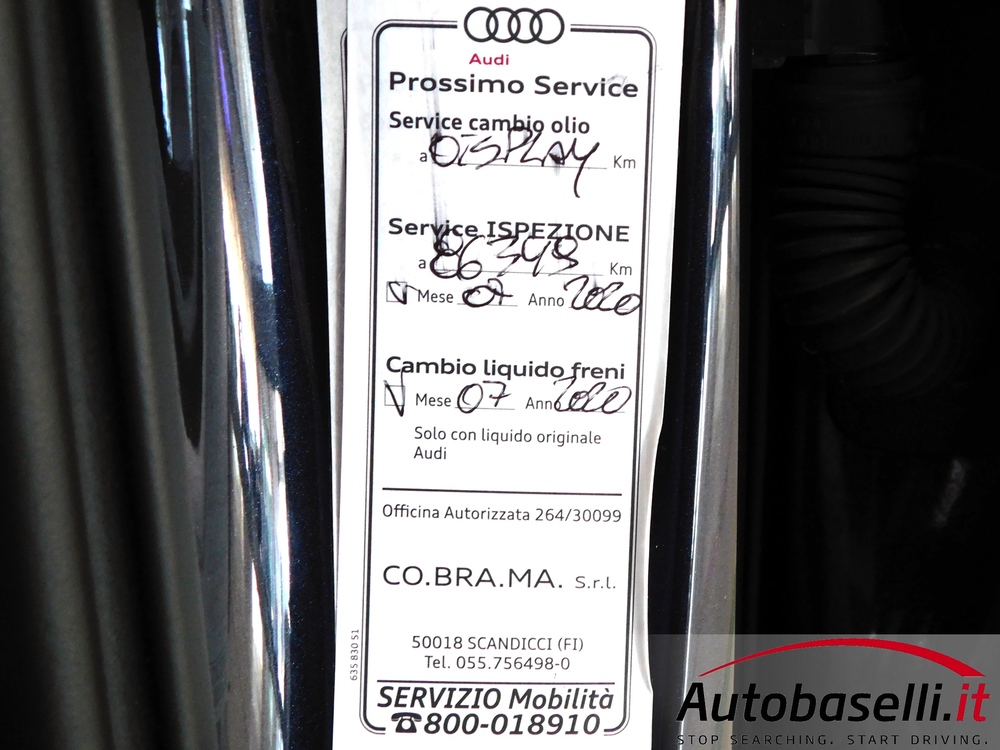 Audi
Prossimo Service
Service cambio olio
a DISPLAY Km
Service ISPEZIONE
a 86343 Km
Mese 07 Anno 2020
Cambio liquido freni
Mese 07 Anno 2020
Solo con liquido originale
Audi
Officina Autorizzata 264/30099
CO.BRA.MA. S.r.l.
50018 SCANDICCI (FI)
Tel. 055.756498-0
635 830 51
SERVIZIO Mobilità
☎800-018910
Autobaselli.it
STOP SEARCHING. START DRIVING.